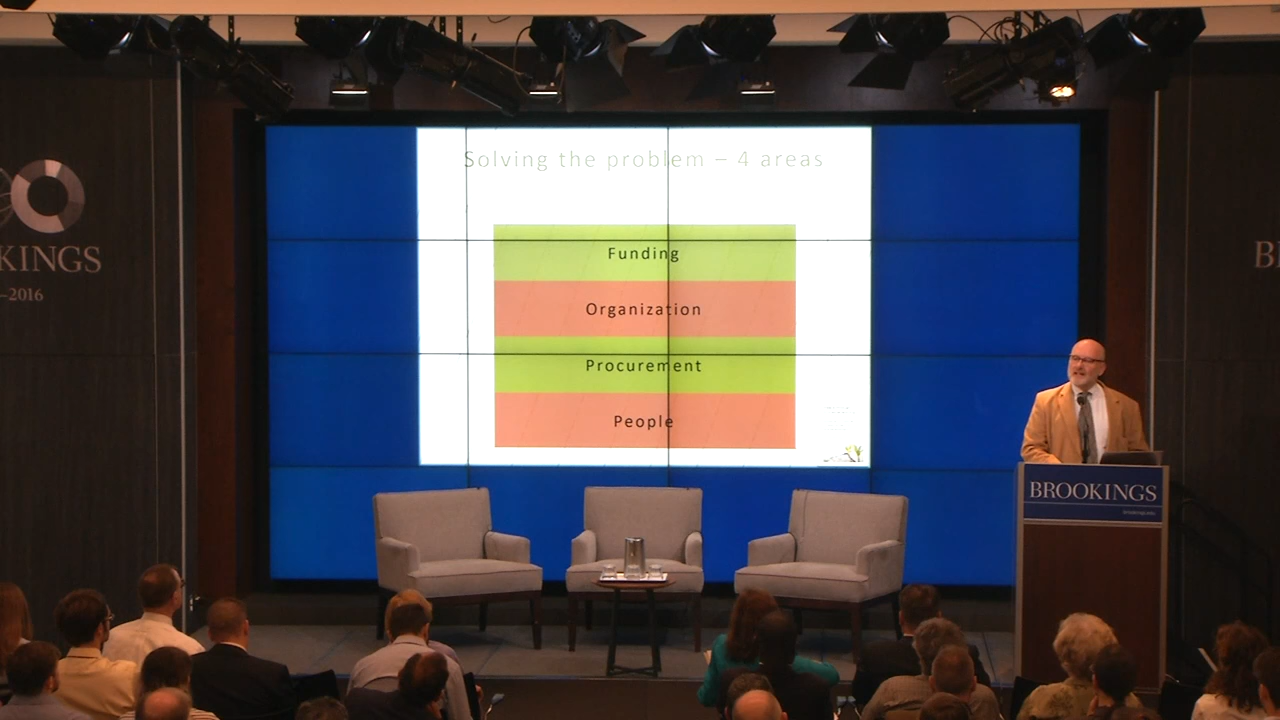 Solving the problem – 4 areas
Funding
Organization
Procurement
People
KINGS
–2016
BROOKINGS
B